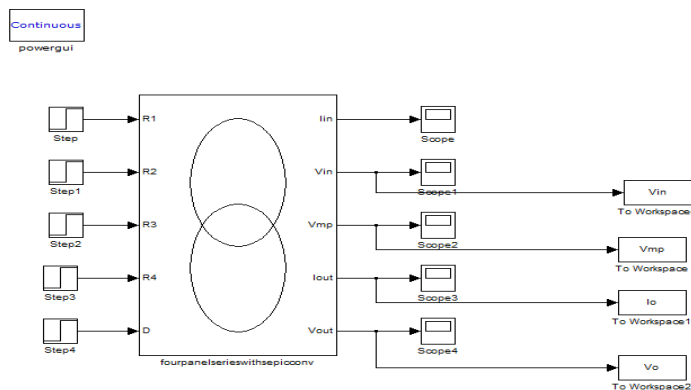 Continuous
powergui
Step
R1
Iin
Scope
Step1
R2
Vin
Scope1
Vin
To Workspace
Step2
R3
Vmp
Scope2
Vmp
To Workspace
Step3
R4
Iout
Scope3
Io
To Workspace1
Step4
D
Vout
Scope4
Vo
To Workspace2
fourpanelserieswithsepicconv